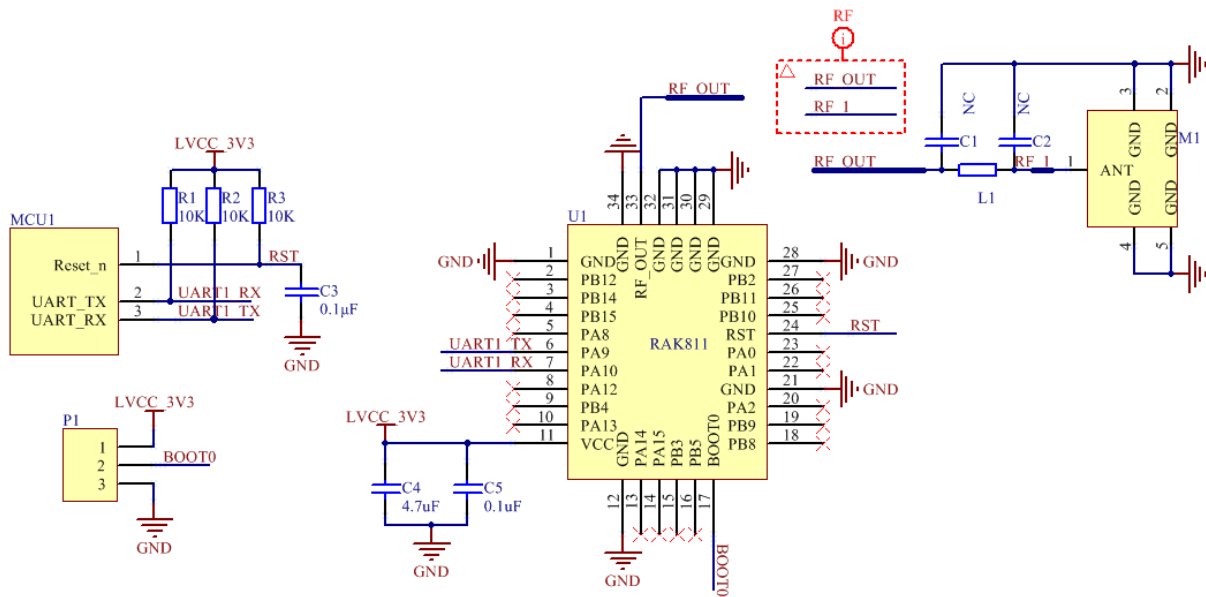 RF
i
RF_OUT
RF_OUT
RF_1
3
2
NC
NC
GND
GND
M1
C1
C2
RF_OUT
RF_1
1
ANT
L1
GND
GND
4
5
LVCC_3V3
R1
10K
R2
10K
R3
10K
MCU1
Reset_n
1
RST
UART_TX
2
UART1_RX
UART_RX
3
UART1_TX
C3
0.1µF
GND
U1
34
33
32
31
30
29
GND
RF_OUT
GND
GND
GND
GND
GND
1
GND
2
PB12
3
PB14
4
PB15
5
PA8
UART1_TX
6
PA9
UART1_RX
7
PA10
8
PA12
9
PB4
10
PA13
11
VCC
RAK811
GND
28
GND
PB2
27
PB11
26
PB10
25
RST
24
RST
PA0
23
PA1
22
GND
21
GND
PA2
20
PB9
19
PB8
18
GND
PA14
PA15
PB3
PB5
BOOT0
12
13
14
15
16
17
GND
BOOT0
LVCC_3V3
C4
4.7uF
C5
0.1uF
GND
LVCC_3V3
P1
1
2
BOOT0
3
GND